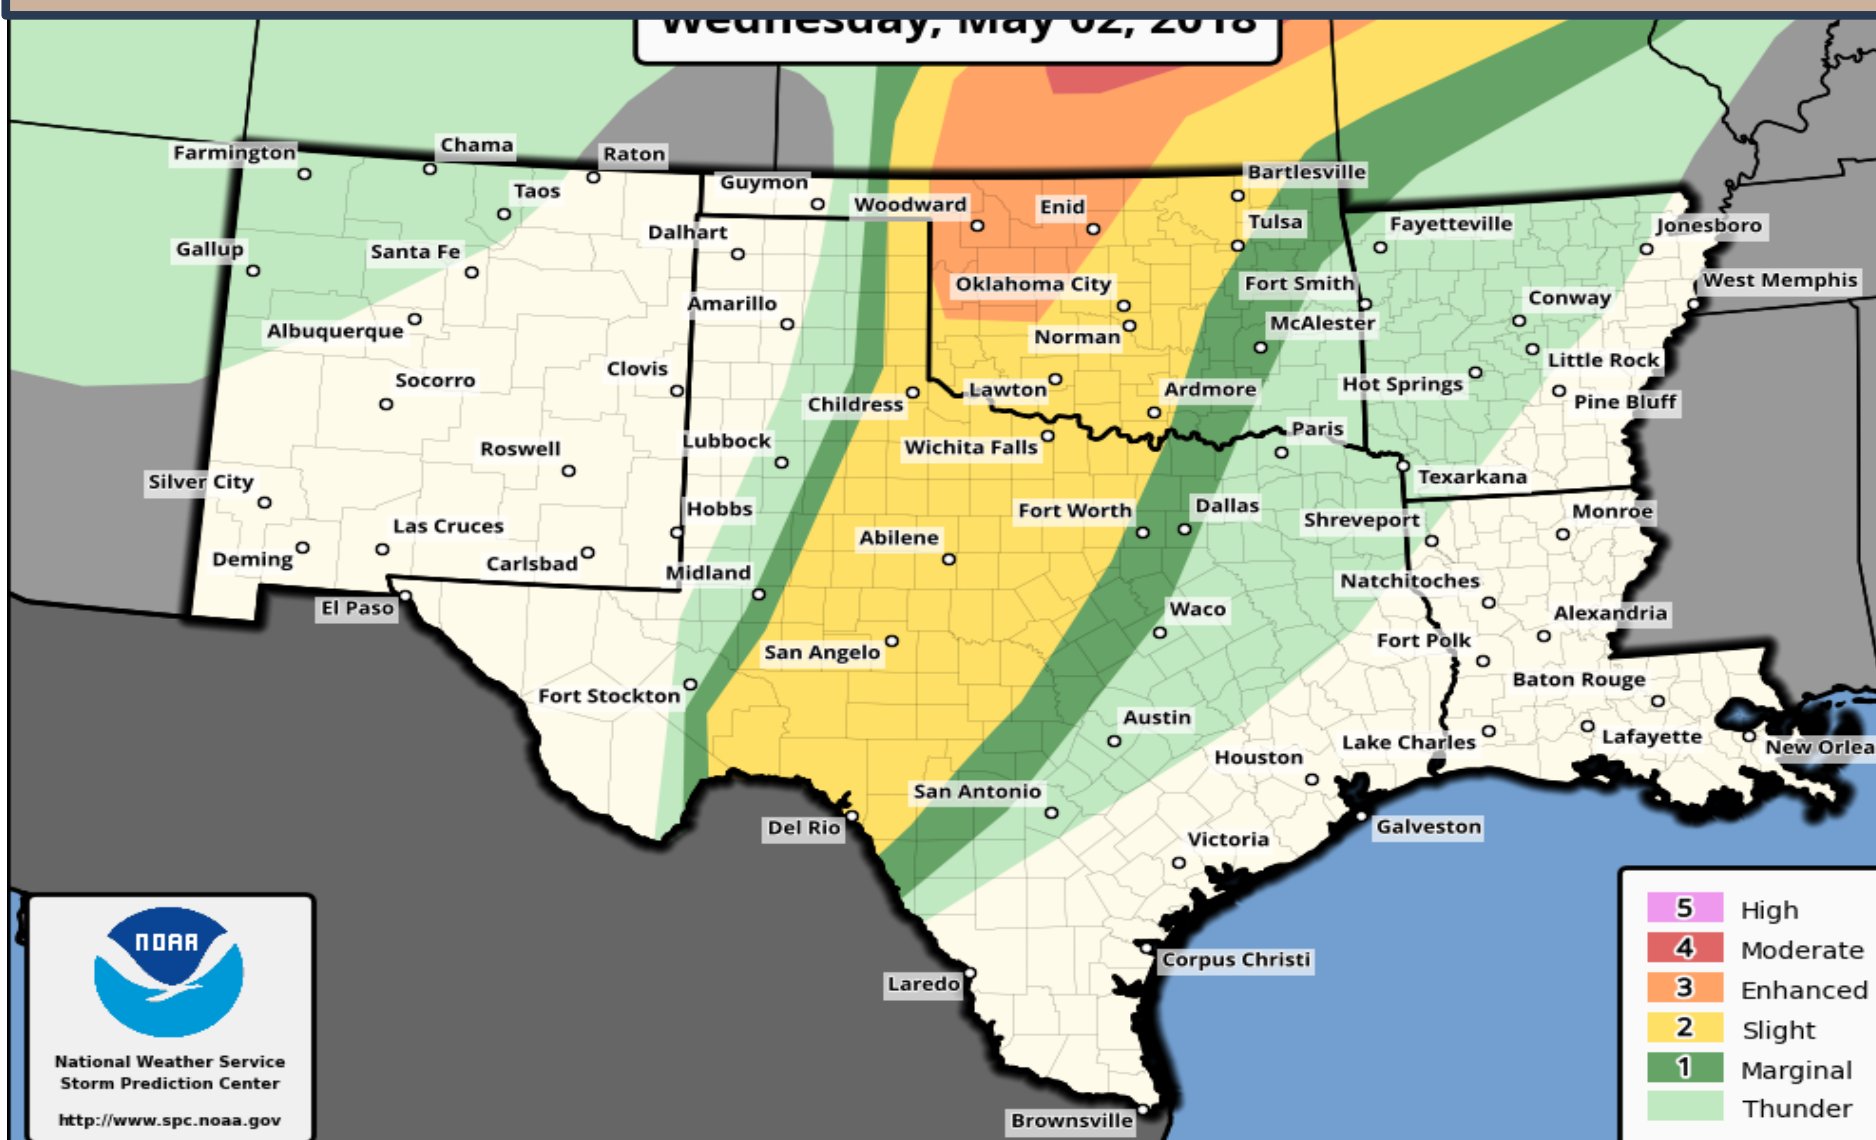 Wednesday, May 02, 2018
Farmington
Chama
Raton
Taos
Guymon
Bartlesville
Woodward
Enid
Tulsa
Fayetteville
Jonesboro
Gallup
Santa Fe
Dalhart
Oklahoma City
Fort Smith
West Memphis
Albuquerque
Amarillo
Norman
McAlester
Conway
Socorro
Clovis
Childress
Lawton
Ardmore
Hot Springs
Little Rock
Pine Bluff
Roswell
Lubbock
Wichita Falls
Paris
Texarkana
Silver City
Las Cruces
Hobbs
Fort Worth
Dallas
Shreveport
Monroe
Deming
Carlsbad
Midland
Abilene
Natchitoches
El Paso
Waco
Alexandria
San Angelo
Fort Polk
Fort Stockton
Baton Rouge
Austin
Lake Charles
Lafayette
New Orlea
Houston
San Antonio
Del Rio
Galveston
Victoria
Corpus Christi
Laredo
Brownsville
NOAA
National Weather Service
Storm Prediction Center
http://www.spc.noaa.gov
5 High
4 Moderate
3 Enhanced
2 Slight
1 Marginal
Thunder